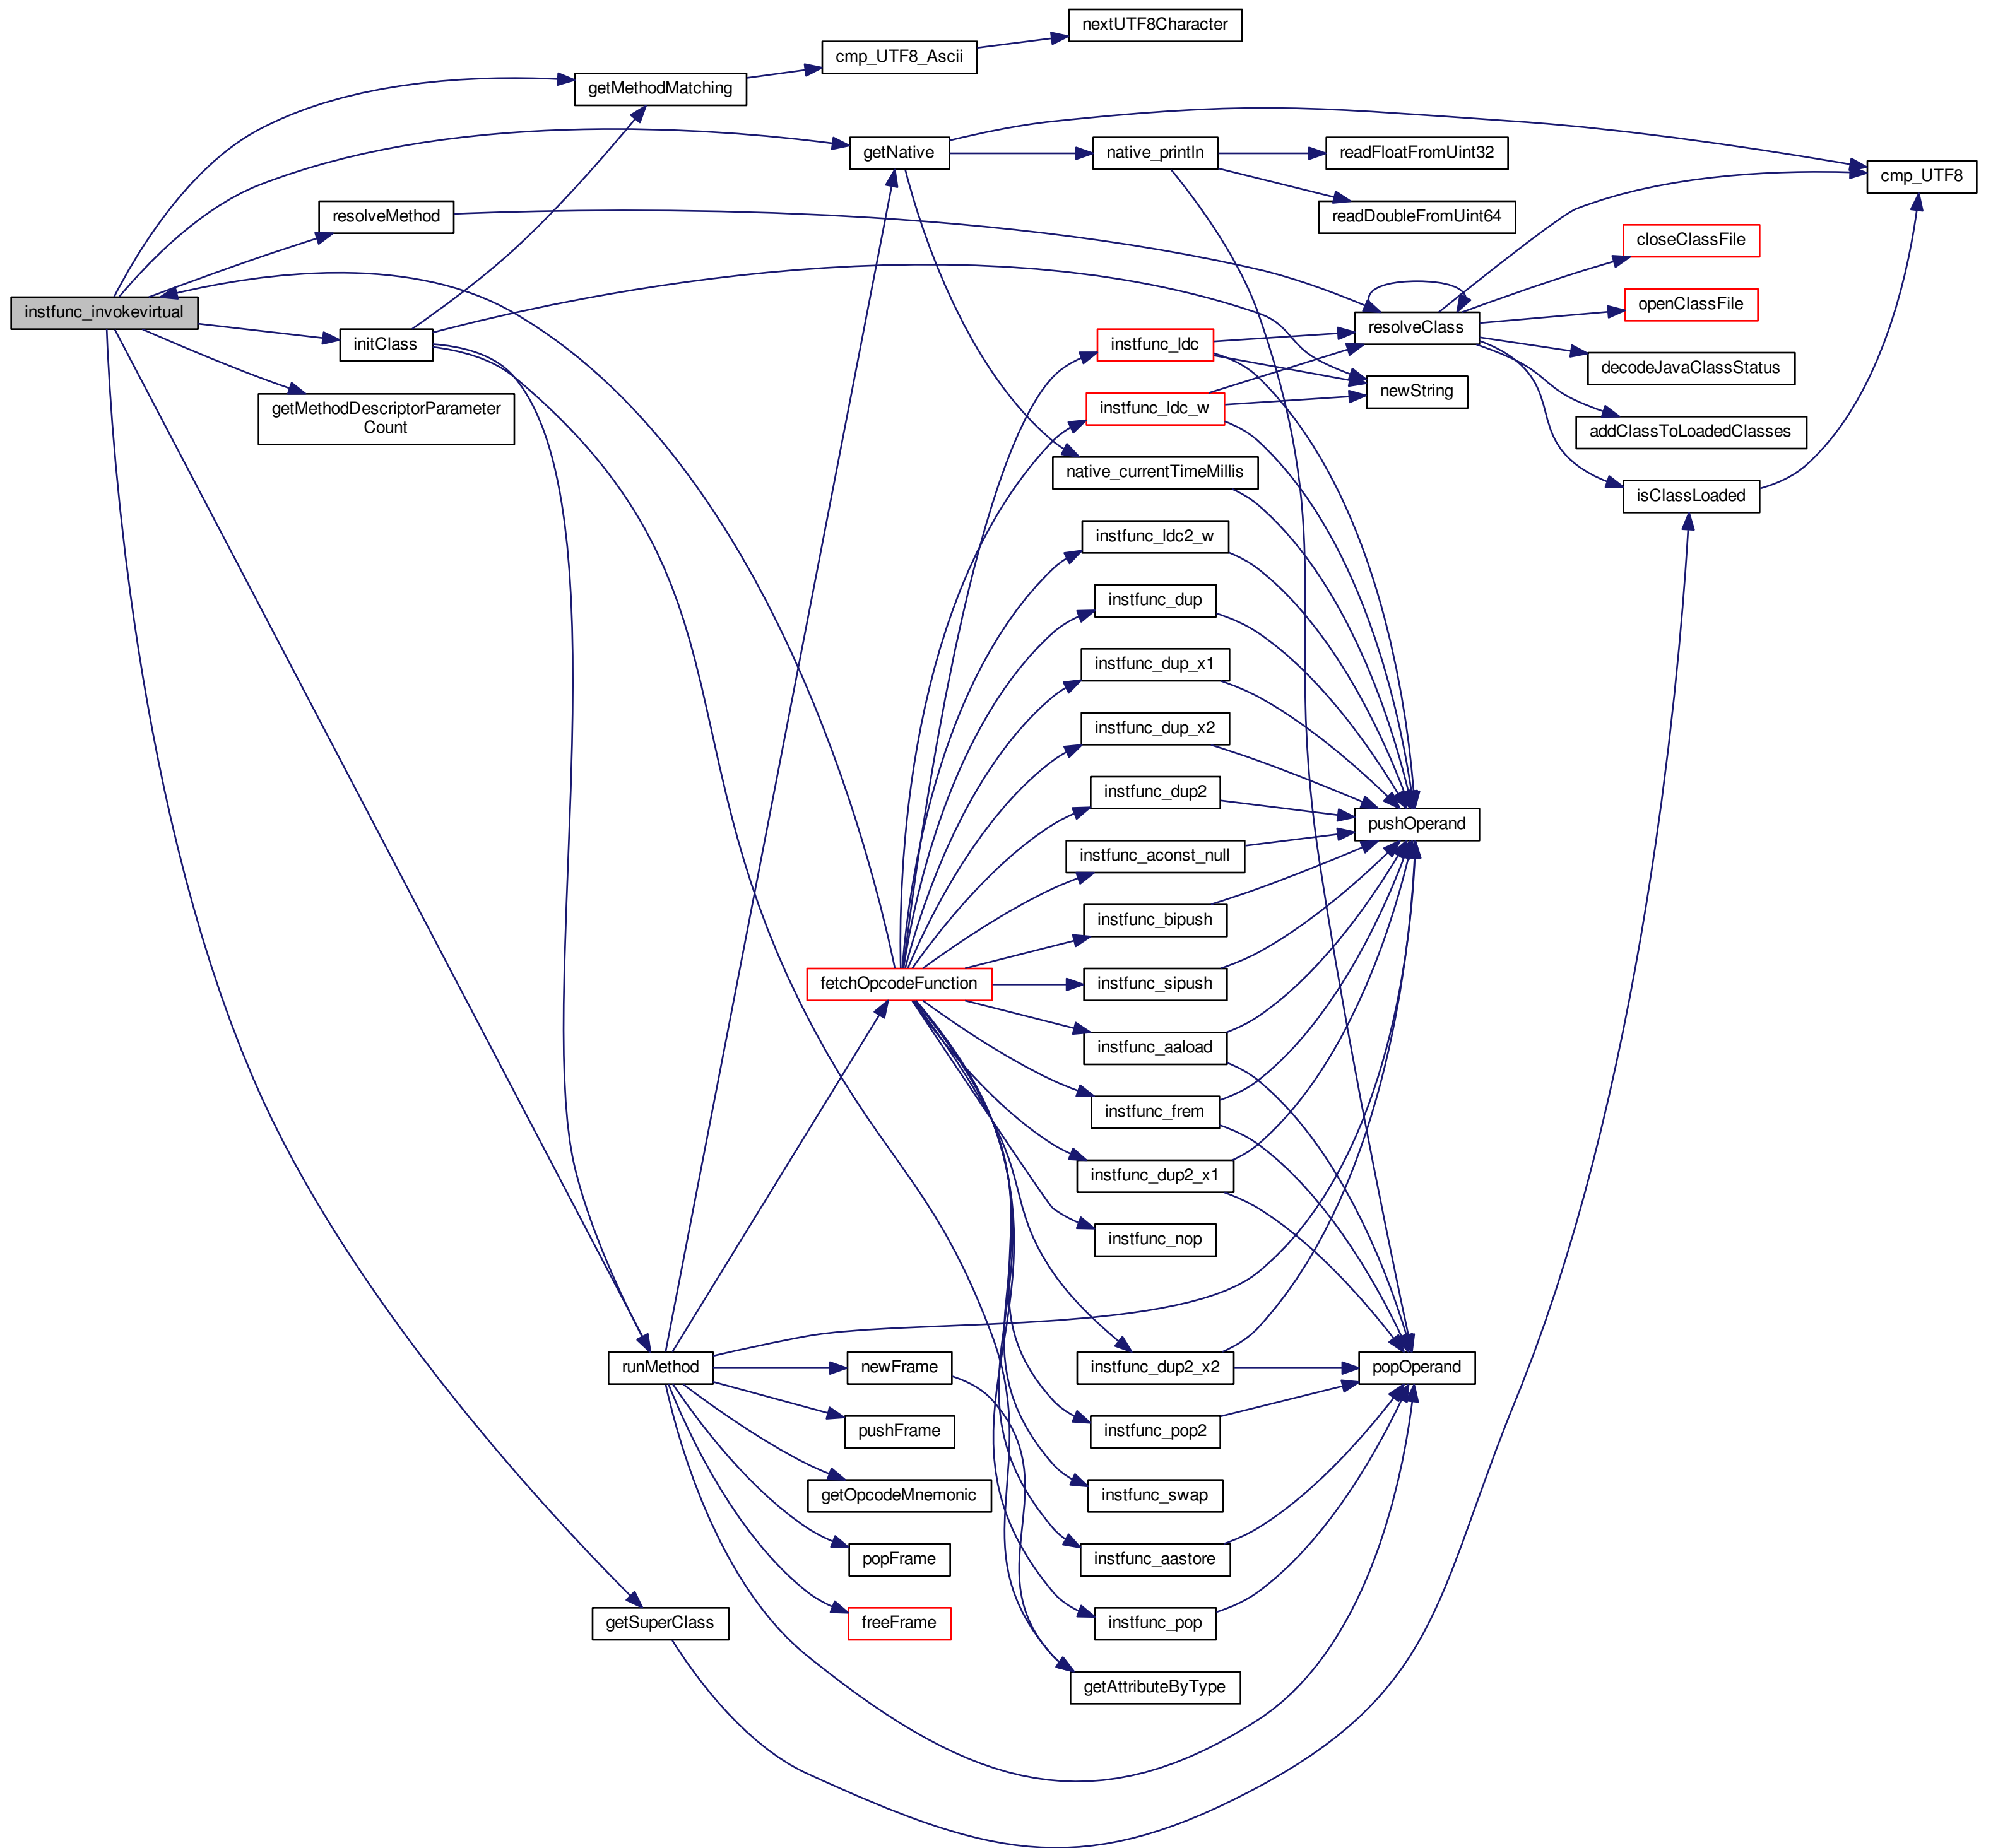 nextUTF8Character
cmp_UTF8_Ascii
getMethodMatching
getNative
native_println
readFloatFromUint32
cmp_UTF8
resolveMethod
readDoubleFromUint64
closeClassFile
instfunc_invokevirtual
openClassFile
resolveClass
initClass
instfunc_ldc
decodeJavaClassStatus
newString
instfunc_ldc_w
getMethodDescriptorParameter
Count
addClassToLoadedClasses
native_currentTimeMillis
isClassLoaded
instfunc_ldc2_w
instfunc_dup
instfunc_dup_x1
instfunc_dup_x2
instfunc_dup2
pushOperand
instfunc_aconst_null
instfunc_bipush
fetchOpcodeFunction
instfunc_sipush
instfunc_aaload
instfunc_frem
instfunc_dup2_x1
instfunc_nop
runMethod
newFrame
instfunc_dup2_x2
popOperand
pushFrame
instfunc_pop2
getOpcodeMnemonic
instfunc_swap
popFrame
instfunc_aastore
getSuperClass
freeFrame
instfunc_pop
getAttributeByType